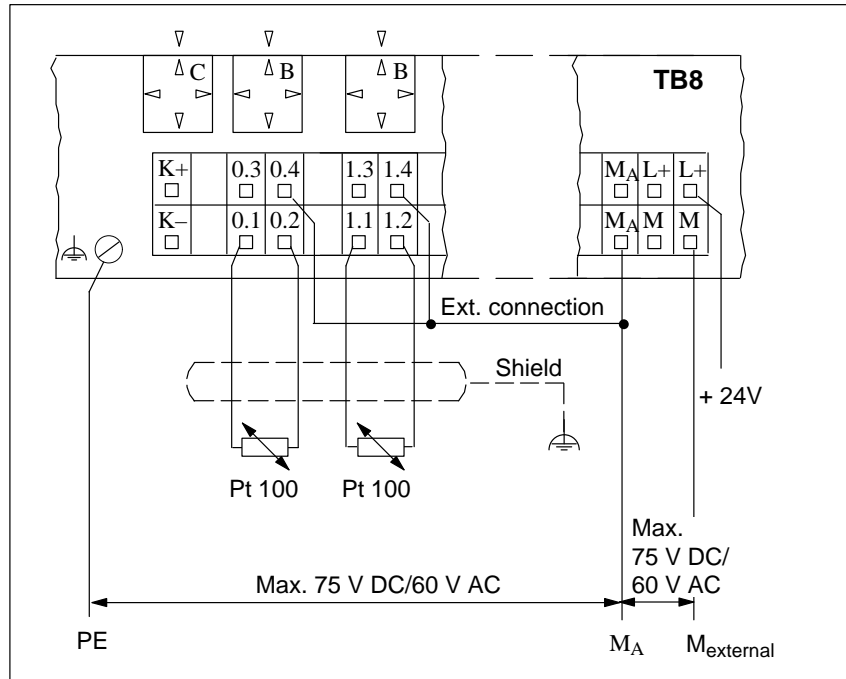 C B B TB8
K+ 0.3 0.4 1.3 1.4 MA L+ L+
K– 0.1 0.2 1.1 1.2 MA M M
Ext. connection
Shield
+ 24V
Pt 100 Pt 100
Max.
75 V DC/
60 V AC
Max. 75 V DC/60 V AC
PE MA Mexternal